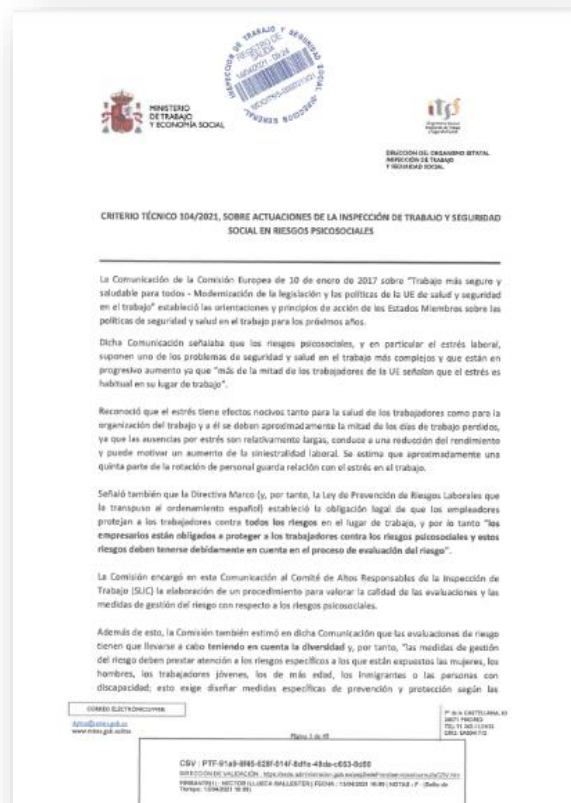 INSPECCIÓN DE TRABAJO Y SEGURIDAD SOCIAL
REGISTRO DE
SALIDA
MINISTERIO
DE TRABAJO
Y ECONOMÍA SOCIAL
itss
DIRECCIÓN DEL ORGANISMO ESTATAL
INSPECCIÓN DE TRABAJO
Y SEGURIDAD SOCIAL
CRITERIO TÉCNICO 104/2021, SOBRE ACTUACIONES DE LA INSPECCIÓN DE TRABAJO Y SEGURIDAD
SOCIAL EN RIESGOS PSICOSOCIALES
La Comunicación de la Comisión Europea de 10 de enero de 2017 sobre "Trabajo más seguro y
saludable para todos - Modernización de la legislación y las políticas de la UE de salud y seguridad
en el trabajo" estableció las orientaciones y principios de acción de los Estados Miembros sobre las
políticas de seguridad y salud en el trabajo para los próximos años.
Dicha Comunicación señalaba que los riesgos psicosociales, y en particular el estrés laboral,
suponen uno de los problemas de seguridad y salud en el trabajo más complejos y que están en
progresivo aumento ya que "más de la mitad de los trabajadores de la UE señalan que el estrés es
habitual en su lugar de trabajo".
Reconoció que el estrés tiene efectos nocivos tanto para la salud de los trabajadores como para la
organización del trabajo y a él se deben aproximadamente la mitad de los días de trabajo perdidos,
ya que las ausencias por estrés son relativamente largas, conduce a una reducción del rendimiento
y puede motivar un aumento de la siniestralidad laboral. Se estima que aproximadamente una
quinta parte de la rotación de personal guarda relación con el estrés en el trabajo.
Señaló también que la Directiva Marco (y, por tanto, la Ley de Prevención de Riesgos Laborales que
la transpuso al ordenamiento español) estableció la obligación legal de que los empleadores
protejan a los trabajadores contra todos los riesgos en el lugar de trabajo, y por lo tanto "los
empresarios están obligados a proteger a los trabajadores contra los riesgos psicosociales y estos
riesgos deben tenerse debidamente en cuenta en el proceso de evaluación del riesgo".
La Comisión encargó en esta Comunicación al Comité de Altos Responsables de la Inspección de
Trabajo (SLIC) la elaboración de un procedimiento para valorar la calidad de las evaluaciones y las
medidas de gestión del riesgo con respecto a los riesgos psicosociales.
Además de esto, la Comisión también estimó en dicha Comunicación que las evaluaciones de riesgo
tienen que llevarse a cabo teniendo en cuenta la diversidad y, por tanto, "las medidas de gestión
del riesgo deben prestar atención a los riesgos específicos a los que están expuestos las mujeres, los
hombres, los trabajadores jóvenes, los de más edad, los inmigrantes o las personas con
discapacidad; esto exige diseñar medidas específicas de prevención y protección según las
CORREO ELECTRÓNICO/WEB
Página 1 de 45
Pº de la CASTELLANA, 63
28071 MADRID